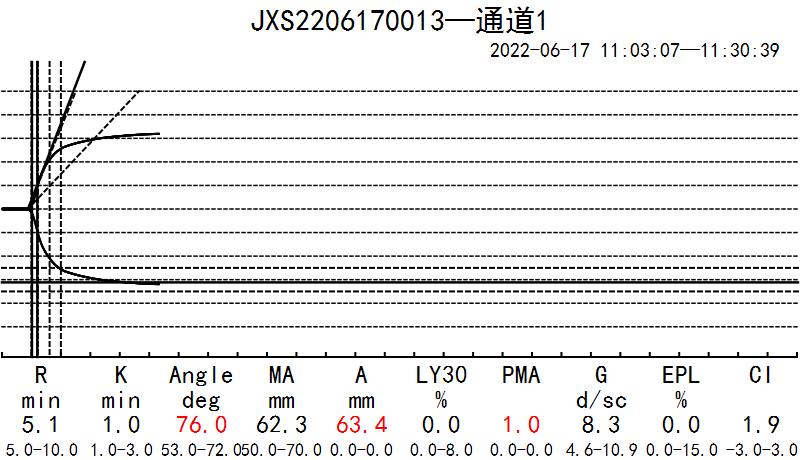 JXS2206170013—通道1
2022-06-17 11:03:07—11:30:39
R K Angle MA A LY30 PMA G EPL CI
min min deg mm mm % d/sc %
5.1 1.0 76.0 62.3 63.4 0.0 1.0 8.3 0.0 1.9
5.0-10.0 1.0-3.0 53.0-72.0 50.0-70.0 0.0-0.0 0.0-8.0 0.0-0.0 4.6-10.9 0.0-15.0 -3.0-3.0